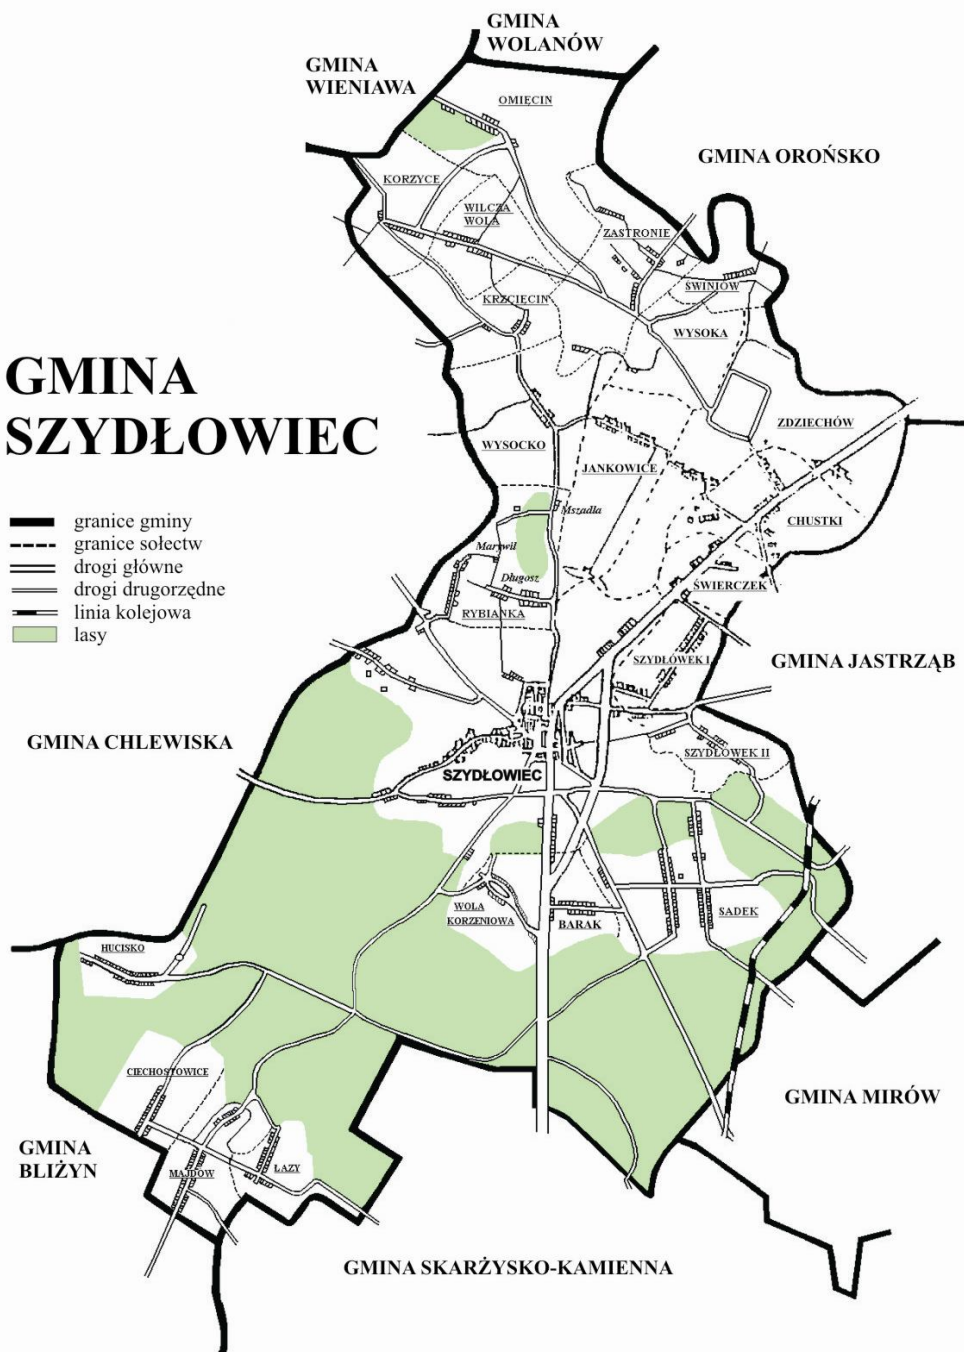 GMINA
WOLANÓW
GMINA
WIENIAWA
OMIĘCIN
GMINA OROŃSKO
KORZYCE
WILCZA
WOLA
ZASTRONIE
ŚWINIÓW
KRZCIĘCIN
WYSOKA
GMINA
SZYDŁOWIEC
ZDZIECHÓW
WYSOCKO
JANKOWICE
Mszadla
CHUSTKI
granice gminy
granice sołectw
drogi główne
drogi drugorzędne
linia kolejowa
lasy
Marywil
Długosz
ŚWIERCZEK
RYBIANKA
SZYDŁÓWEK I
GMINA JASTRZĄB
GMINA CHLEWISKA
SZYDŁÓWEK II
SZYDŁOWIEC
WOLA
KORZENIOWA
BARAK
SADEK
HUCISKO
CIECHOSTOWICE
GMINA MIRÓW
GMINA
BLIŻYN
MAJDÓW
ŁAZY
GMINA SKARŻYSKO-KAMIENNA